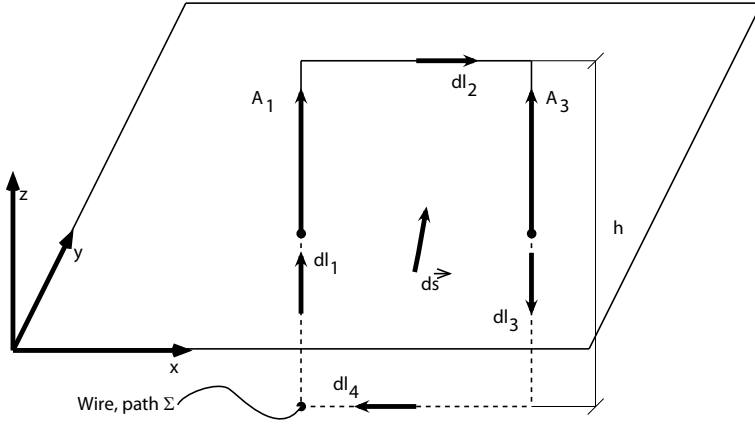 A1
dl2
A3
z
y
dl1
ds
h
dl3
x
dl4
Wire, path Σ